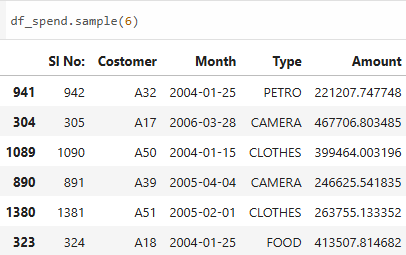 df_spend.sample(6)
Sl No: Costomer Month Type Amount
941 942 A32 2004-01-25 PETRO 221207.747748
304 305 A17 2006-03-28 CAMERA 467706.803485
1089 1090 A50 2004-01-15 CLOTHES 399464.003196
890 891 A39 2005-04-04 CAMERA 246625.541835
1380 1381 A51 2005-02-01 CLOTHES 263755.133352
323 324 A18 2004-01-25 FOOD 413507.814682